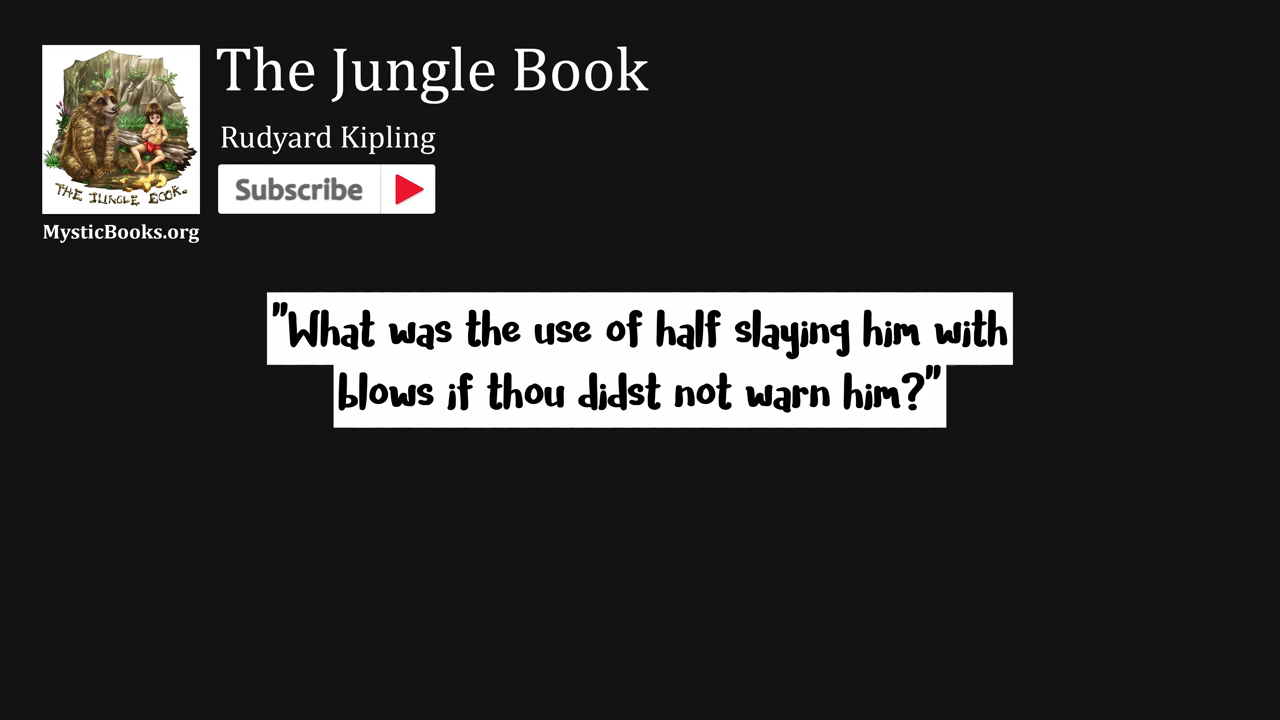 The Jungle Book
Rudyard Kipling
Subscribe
THE JUNGLE BOOK.
MysticBooks.org
"What was the use of half slaying him with
blows if thou didst not warn him?"